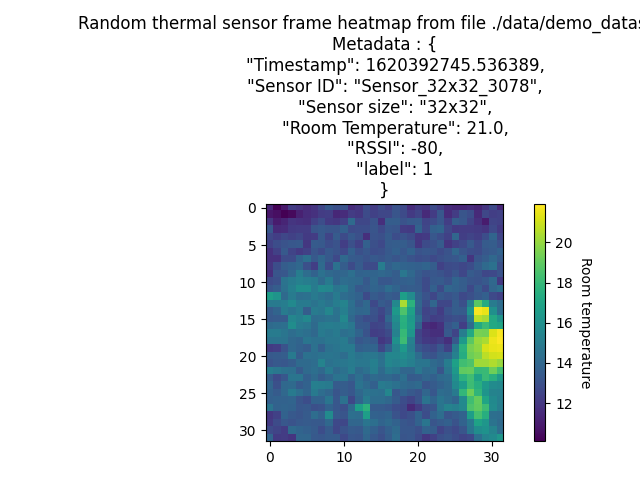 Random thermal sensor frame heatmap from file ./data/demo_datas
Metadata : {
"Timestamp": 1620392745.536389,
"Sensor ID": "Sensor_32x32_3078",
"Sensor size": "32x32",
"Room Temperature": 21.0,
"RSSI": -80,
"label": 1
}
0
5
10
15
20
25
30
0
10
20
30
20
18
16
14
12
Room temperature